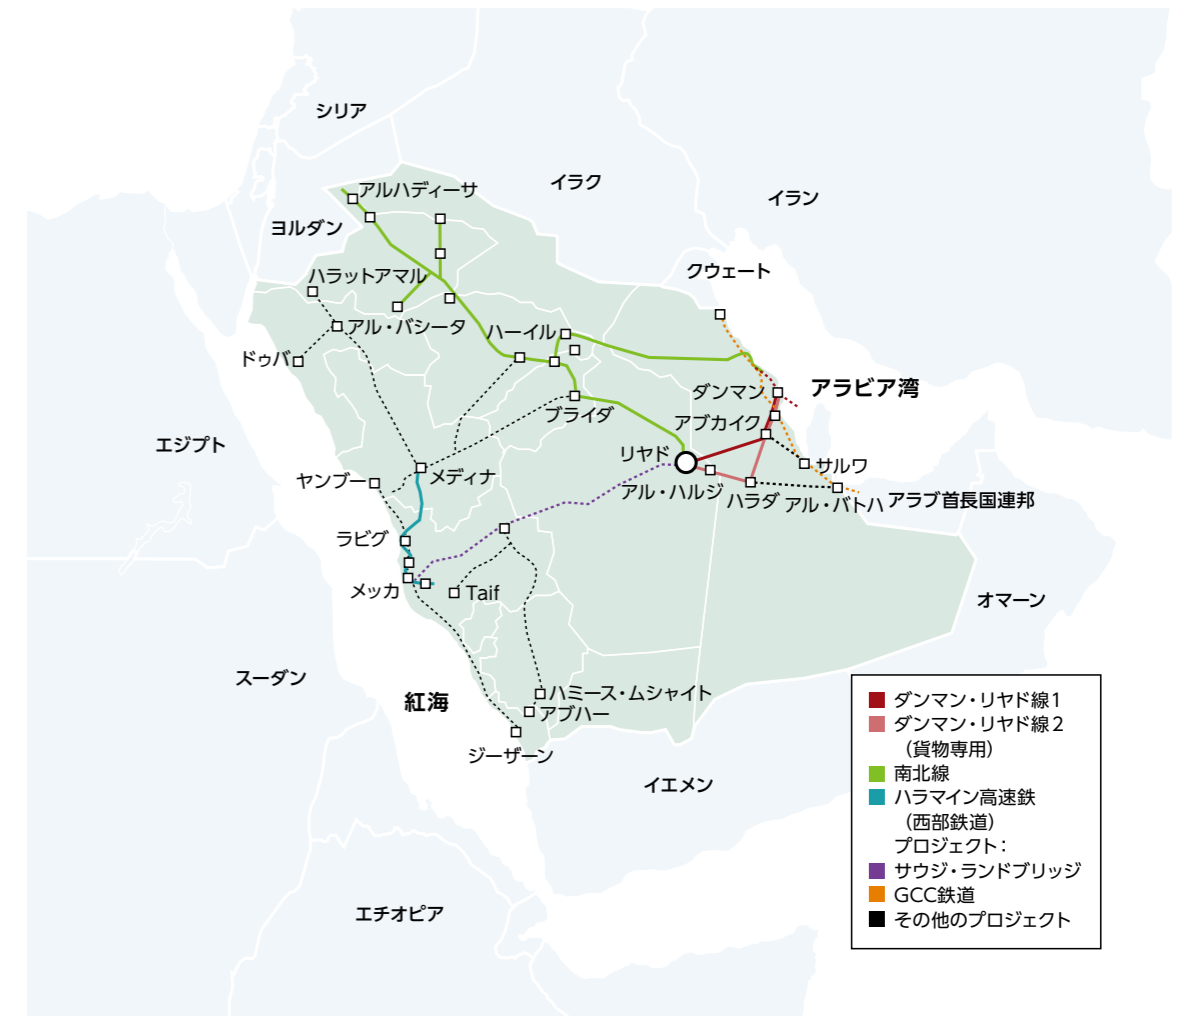 シリア
イラク
イラン
アルハディーサ
ヨルダン
クウェート
ハラットアマル
アル・バシータ
ハーイル
ドゥバ
ダンマン
アラビア湾
ブライダ
アブカイク
エジプト
リヤド
サルワ
メディナ
ヤンブー
アル・ハルジ
ハラダ
アル・バトハ
アラブ首長国連邦
ラビグ
メッカ
Taif
オマーン
スーダン
紅海
ハミース・ムシャイト
アブハー
ジーザーン
イエメン
エチオピア
ダンマン・リヤド線1
ダンマン・リヤド線2
（貨物専用）
南北線
ハラマイン高速鉄
（西部鉄道）
プロジェクト：
サウジ・ランドブリッジ
GCC鉄道
その他のプロジェクト